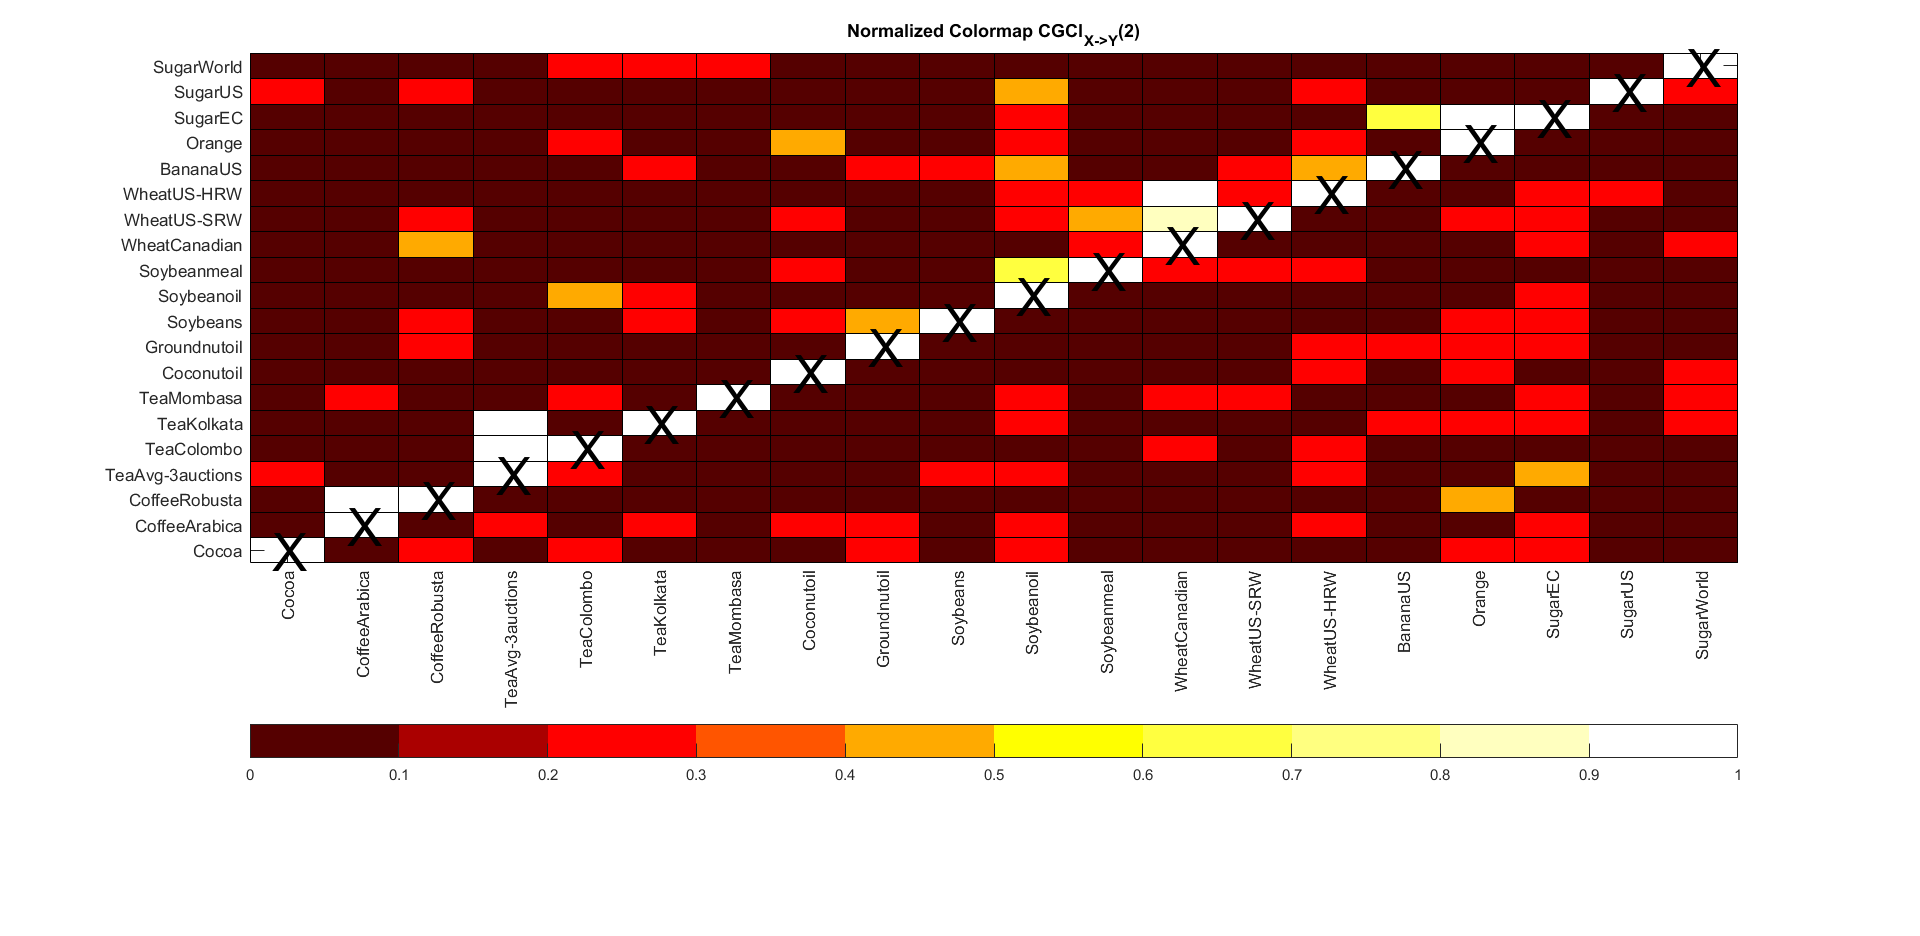 Normalized Colormap CGCI X->Y(2)
SugarWorld
SugarUS
SugarEC
Orange
BananaUS
WheatUS-HRW
WheatUS-SRW
WheatCanadian
Soybeanmeal
Soybeanoil
Soybeans
Groundnutoil
Coconutoil
TeaMombasa
TeaKolkata
TeaColombo
TeaAvg-3auctions
CoffeeRobusta
CoffeeArabica
Cocoa
Cocoa
CoffeeArabica
CoffeeRobusta
TeaAvg-3auctions
TeaColombo
TeaKolkata
TeaMombasa
Coconutoil
Groundnutoil
Soybeans
Soybeanoil
Soybeanmeal
WheatCanadian
WheatUS-SRW
WheatUS-HRW
BananaUS
Orange
SugarEC
SugarUS
SugarWorld
0 0.1 0.2 0.3 0.4 0.5 0.6 0.7 0.8 0.9 1